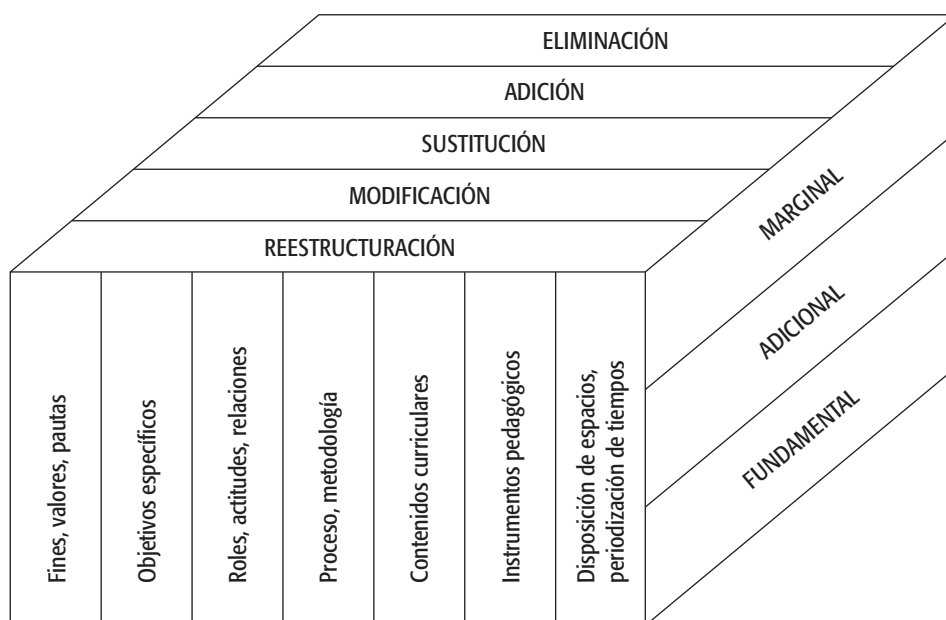 ELIMINACIÓN
ADICIÓN
SUSTITUCIÓN
MODIFICACIÓN
REESTRUCTURACIÓN
MARGINAL
ADICIONAL
FUNDAMENTAL
Fines, valores, pautas
Objetivos específicos
Roles, actitudes, relaciones
Proceso, metodología
Contenidos curriculares
Instrumentos pedagógicos
Disposición de espacios,
periodización de tiempos